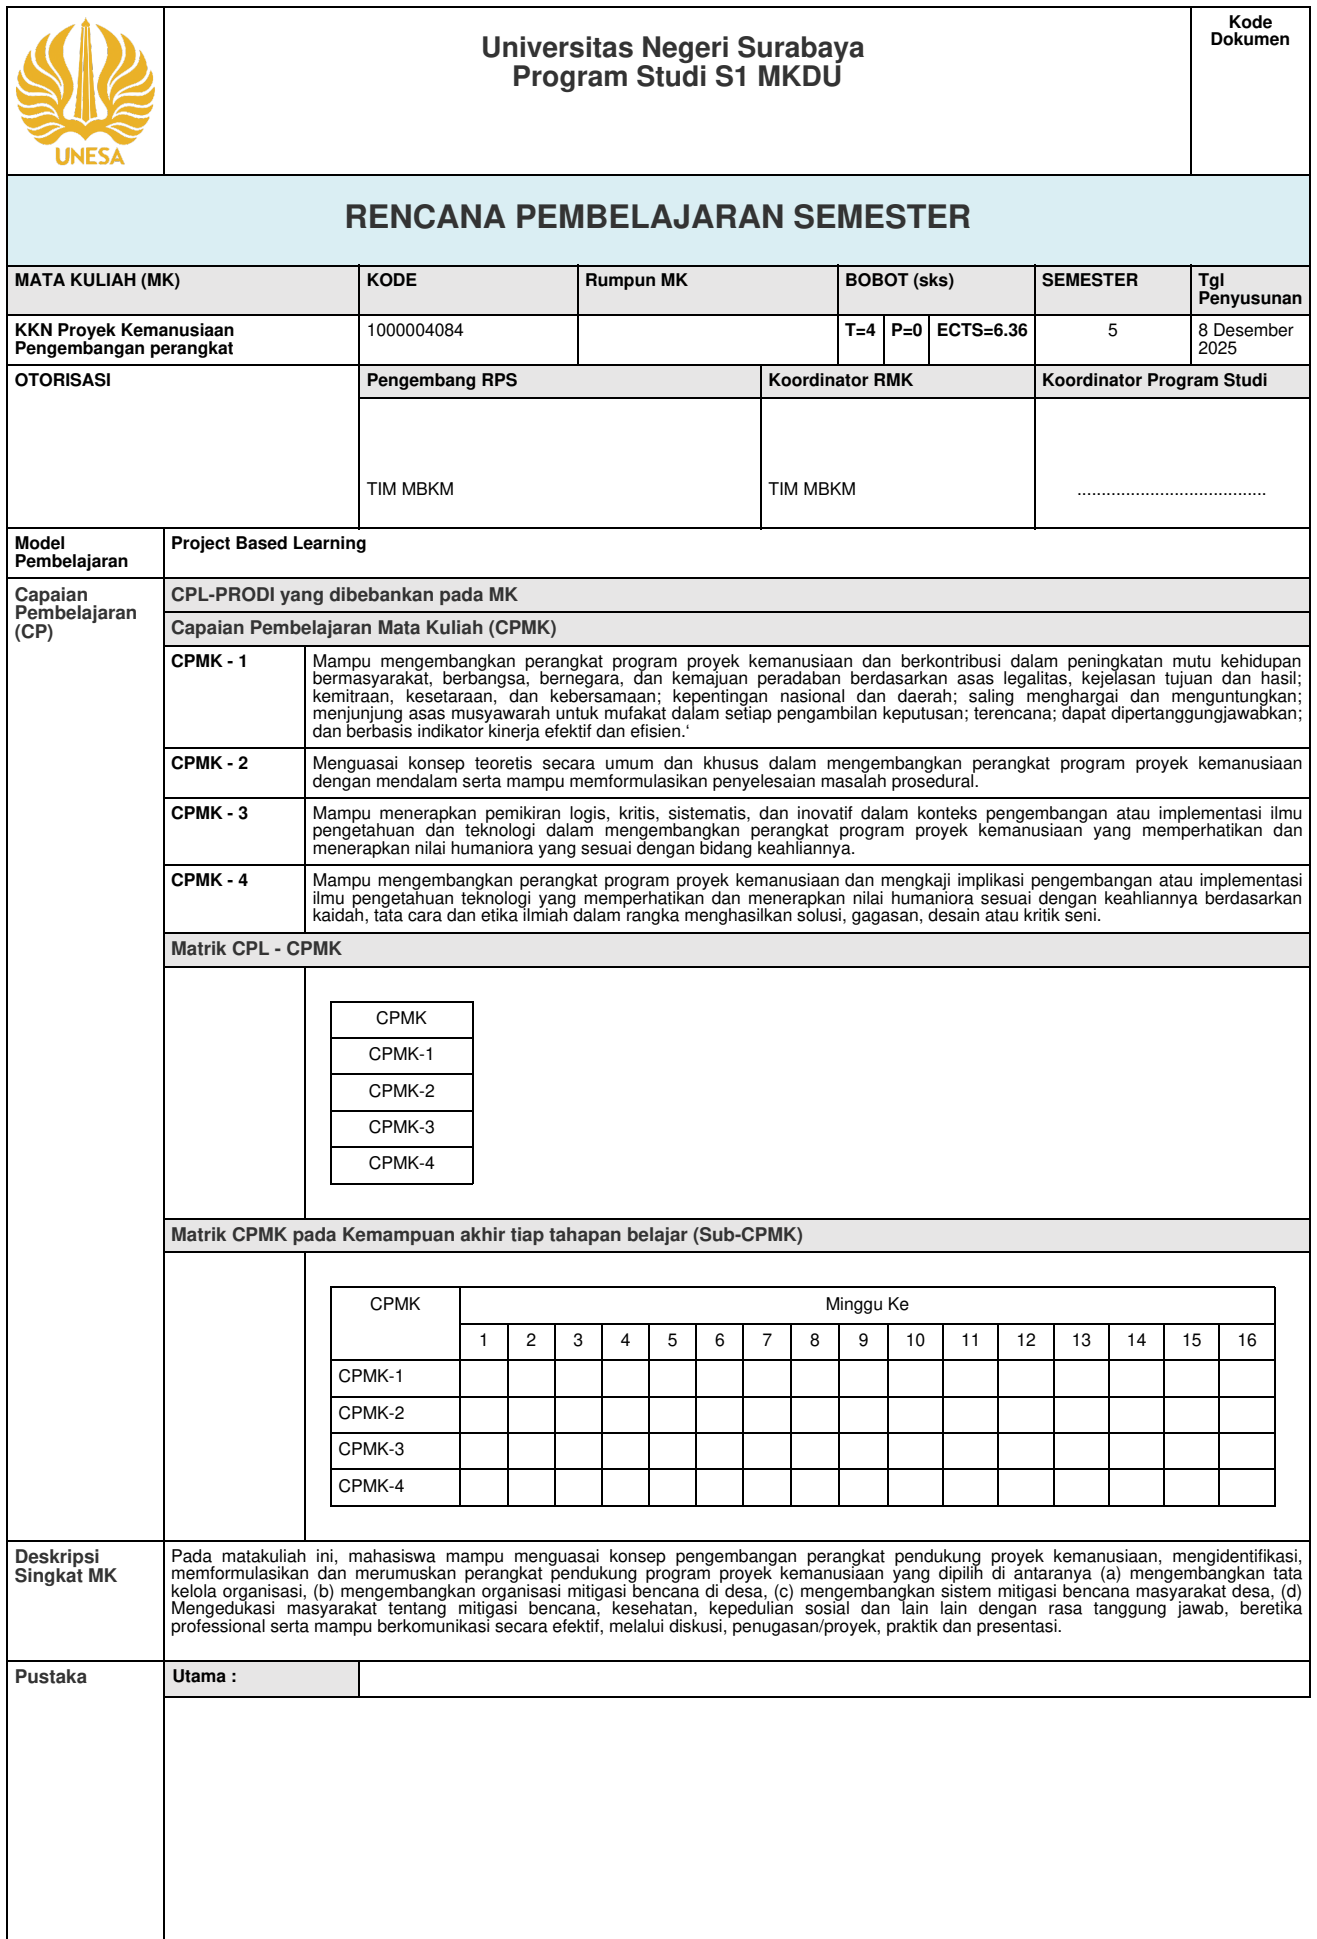 UNESA
Universitas Negeri Surabaya
Program Studi S1 MKDU
Kode
Dokumen
RENCANA PEMBELAJARAN SEMESTER
MATA KULIAH (MK)
KODE
Rumpun MK
BOBOT (sks)
SEMESTER
Tgl
Penyusunan
KKN Proyek Kemanusiaan
Pengembangan perangkat
1000004084
T=4
P=0
ECTS=6.36
5
8 Desember
2025
OTORISASI
Pengembang RPS
Koordinator RMK
Koordinator Program Studi
TIM MBKM
TIM MBKM
.......................................
Model
Pembelajaran
Project Based Learning
Capaian
Pembelajaran
(CP)
CPL-PRODI yang dibebankan pada MK
Capaian Pembelajaran Mata Kuliah (CPMK)
CPMK - 1
Mampu mengembangkan perangkat program proyek kemanusiaan dan berkontribusi dalam peningkatan mutu kehidupan
bermasyarakat, berbangsa, bernegara, dan kemajuan peradaban berdasarkan asas legalitas, kejelasan tujuan dan hasil;
kemitraan, kesetaraan, dan kebersamaan; kepentingan nasional dan daerah; saling menghargai dan menguntungkan;
menjunjung asas musyawarah untuk mufakat dalam setiap pengambilan keputusan; terencana; dapat dipertanggungjawabkan;
dan berbasis indikator kinerja efektif dan efisien.‘
CPMK - 2
Menguasai konsep teoretis secara umum dan khusus dalam mengembangkan perangkat program proyek kemanusiaan
dengan mendalam serta mampu memformulasikan penyelesaian masalah prosedural.
CPMK - 3
Mampu menerapkan pemikiran logis, kritis, sistematis, dan inovatif dalam konteks pengembangan atau implementasi ilmu
pengetahuan dan teknologi dalam mengembangkan perangkat program proyek kemanusiaan yang memperhatikan dan
menerapkan nilai humaniora yang sesuai dengan bidang keahliannya.
CPMK - 4
Mampu mengembangkan perangkat program proyek kemanusiaan dan mengkaji implikasi pengembangan atau implementasi
ilmu pengetahuan teknologi yang memperhatikan dan menerapkan nilai humaniora sesuai dengan keahliannya berdasarkan
kaidah, tata cara dan etika ilmiah dalam rangka menghasilkan solusi, gagasan, desain atau kritik seni.
Matrik CPL - CPMK
CPMK
CPMK-1
CPMK-2
CPMK-3
CPMK-4
Matrik CPMK pada Kemampuan akhir tiap tahapan belajar (Sub-CPMK)
CPMK
Minggu Ke
1 2 3 4 5 6 7 8 9 10 11 12 13 14 15 16
CPMK-1
CPMK-2
CPMK-3
CPMK-4
Deskripsi
Singkat MK
Pada matakuliah ini, mahasiswa mampu menguasai konsep pengembangan perangkat pendukung proyek kemanusiaan, mengidentifikasi,
memformulasikan dan merumuskan perangkat pendukung program proyek kemanusiaan yang dipilih di antaranya (a) mengembangkan tata
kelola organisasi, (b) mengembangkan organisasi mitigasi bencana di desa, (c) mengembangkan sistem mitigasi bencana masyarakat desa, (d)
Mengedukasi masyarakat tentang mitigasi bencana, kesehatan, kepedulian sosial dan lain lain dengan rasa tanggung jawab, beretika
professional serta mampu berkomunikasi secara efektif, melalui diskusi, penugasan/proyek, praktik dan presentasi.
Pustaka
Utama :